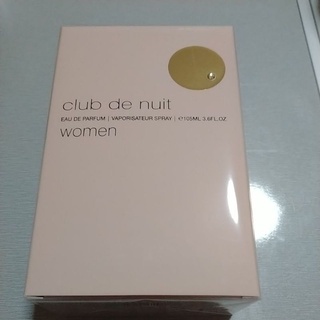 club de nuit
EAU DE PARFUM | VAPORISATEUR SPRAY | ℮105ML 3.6FL.OZ
women